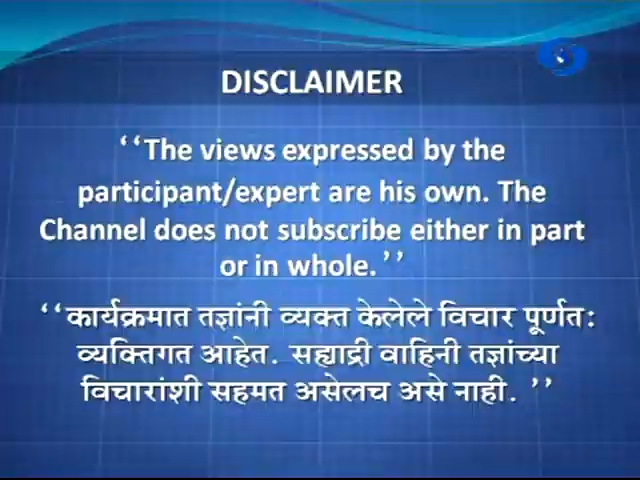 DISCLAIMER
‘‘The views expressed by the
participant/expert are his own. The
Channel does not subscribe either in part
or in whole.’’
‘‘कार्यक्रमात तज्ञांनी व्यक्त केलेले विचार पूर्णत:
व्यक्तिगत आहेत. सह्याद्री वाहिनी तज्ञांच्या
विचारांशी सहमत असेलच असे नाही. ’’